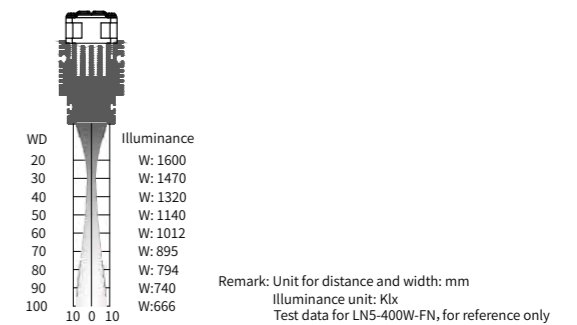 WD Illuminance
20 W: 1600
30 W: 1470
40 W: 1320
50 W: 1140
60 W: 1012
70 W: 895
80 W: 794
90 W:740
100 W:666
10 0 10
Remark: Unit for distance and width: mm
Illuminance unit: Klx
Test data for LN5-400W-FN, for reference only